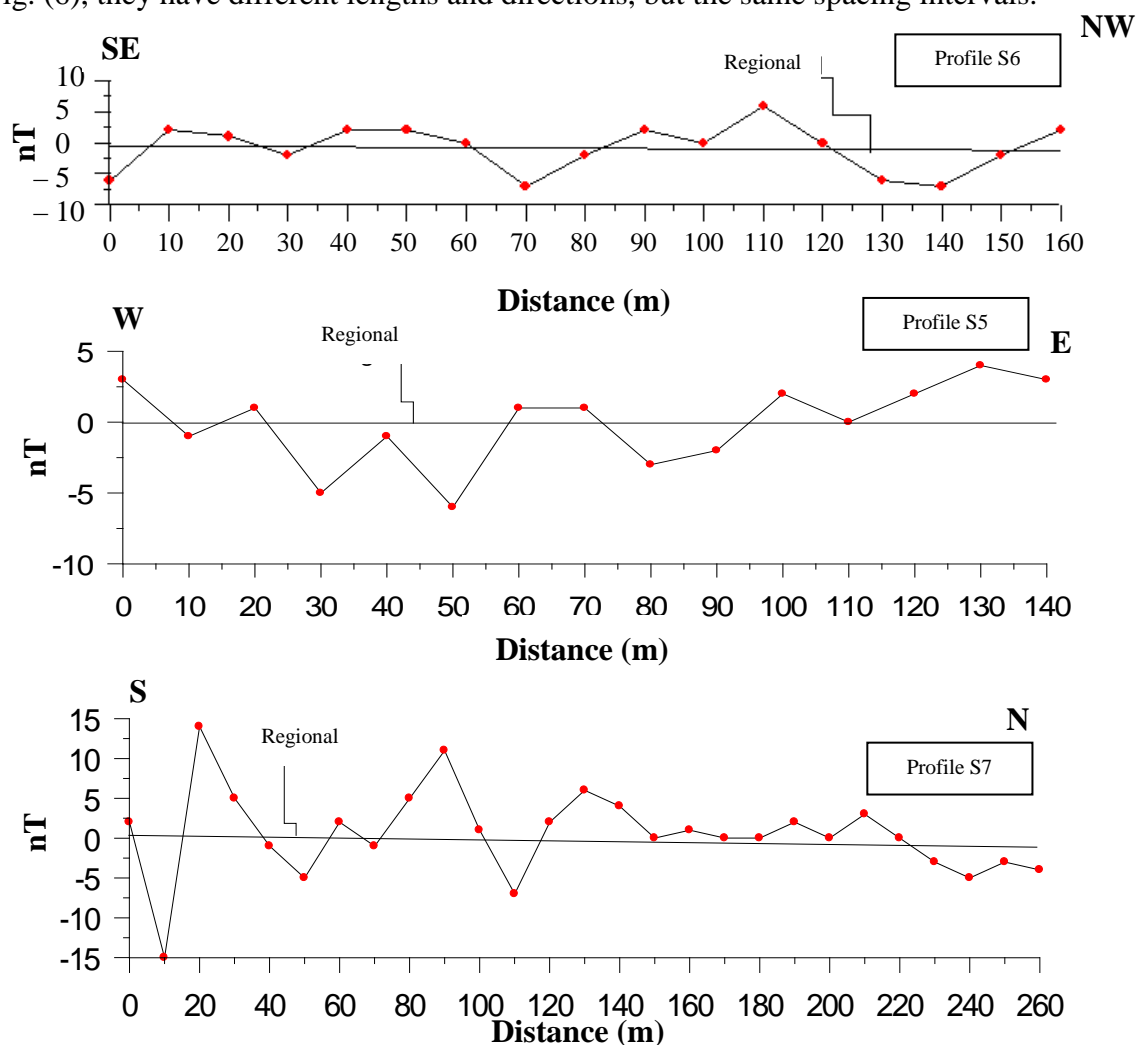 ig. (6), they have different lengths and directions, but the same spacing intervals.
SE
NW
Regional
Profile S6
nT
10
5
0
– 5
– 10
0 10 20 30 40 50 60 70 80 90 100 110 120 130 140 150 160
Distance (m)
W
Regional
Profile S5
E
nT
5
0
-5
-10
0 10 20 30 40 50 60 70 80 90 100 110 120 130 140
Distance (m)
S
Regional
N
Profile S7
nT
15
10
5
0
-5
-10
-15
0 20 40 60 80 100 120 140 160 180 200 220 240 260
Distance (m)